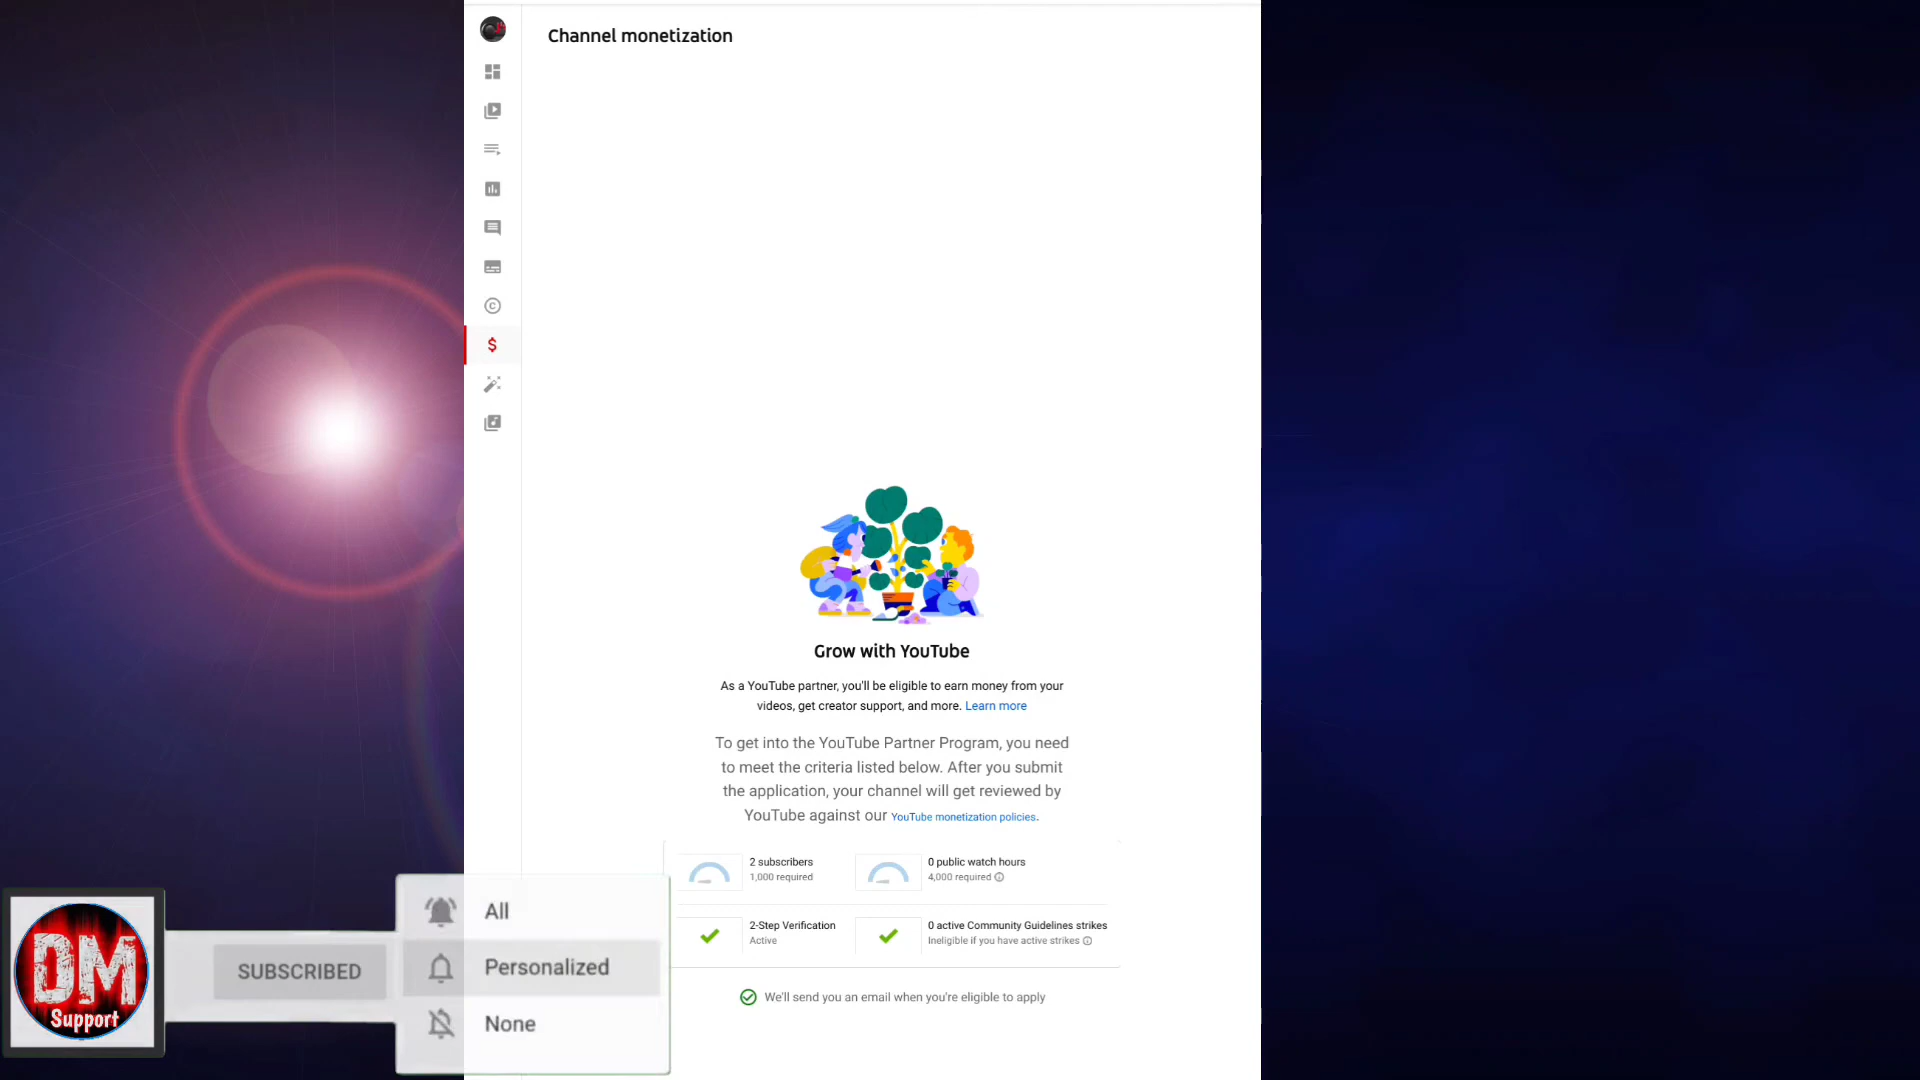 Channel monetization
Grow with YouTube
As a YouTube partner, you'll be eligible to earn money from your
videos, get creator support, and more. Learn more
To get into the YouTube Partner Program, you need
to meet the criteria listed below. After you submit
the application, your channel will get reviewed by
YouTube against our YouTube monetization policies.
2 subscribers
1,000 required
0 public watch hours
4,000 required
2-Step Verification
Active
0 active Community Guidelines strikes
Ineligible if you have active strikes
We'll send you an email when you're eligible to apply
DM
Support
SUBSCRIBED
All
Personalized
None